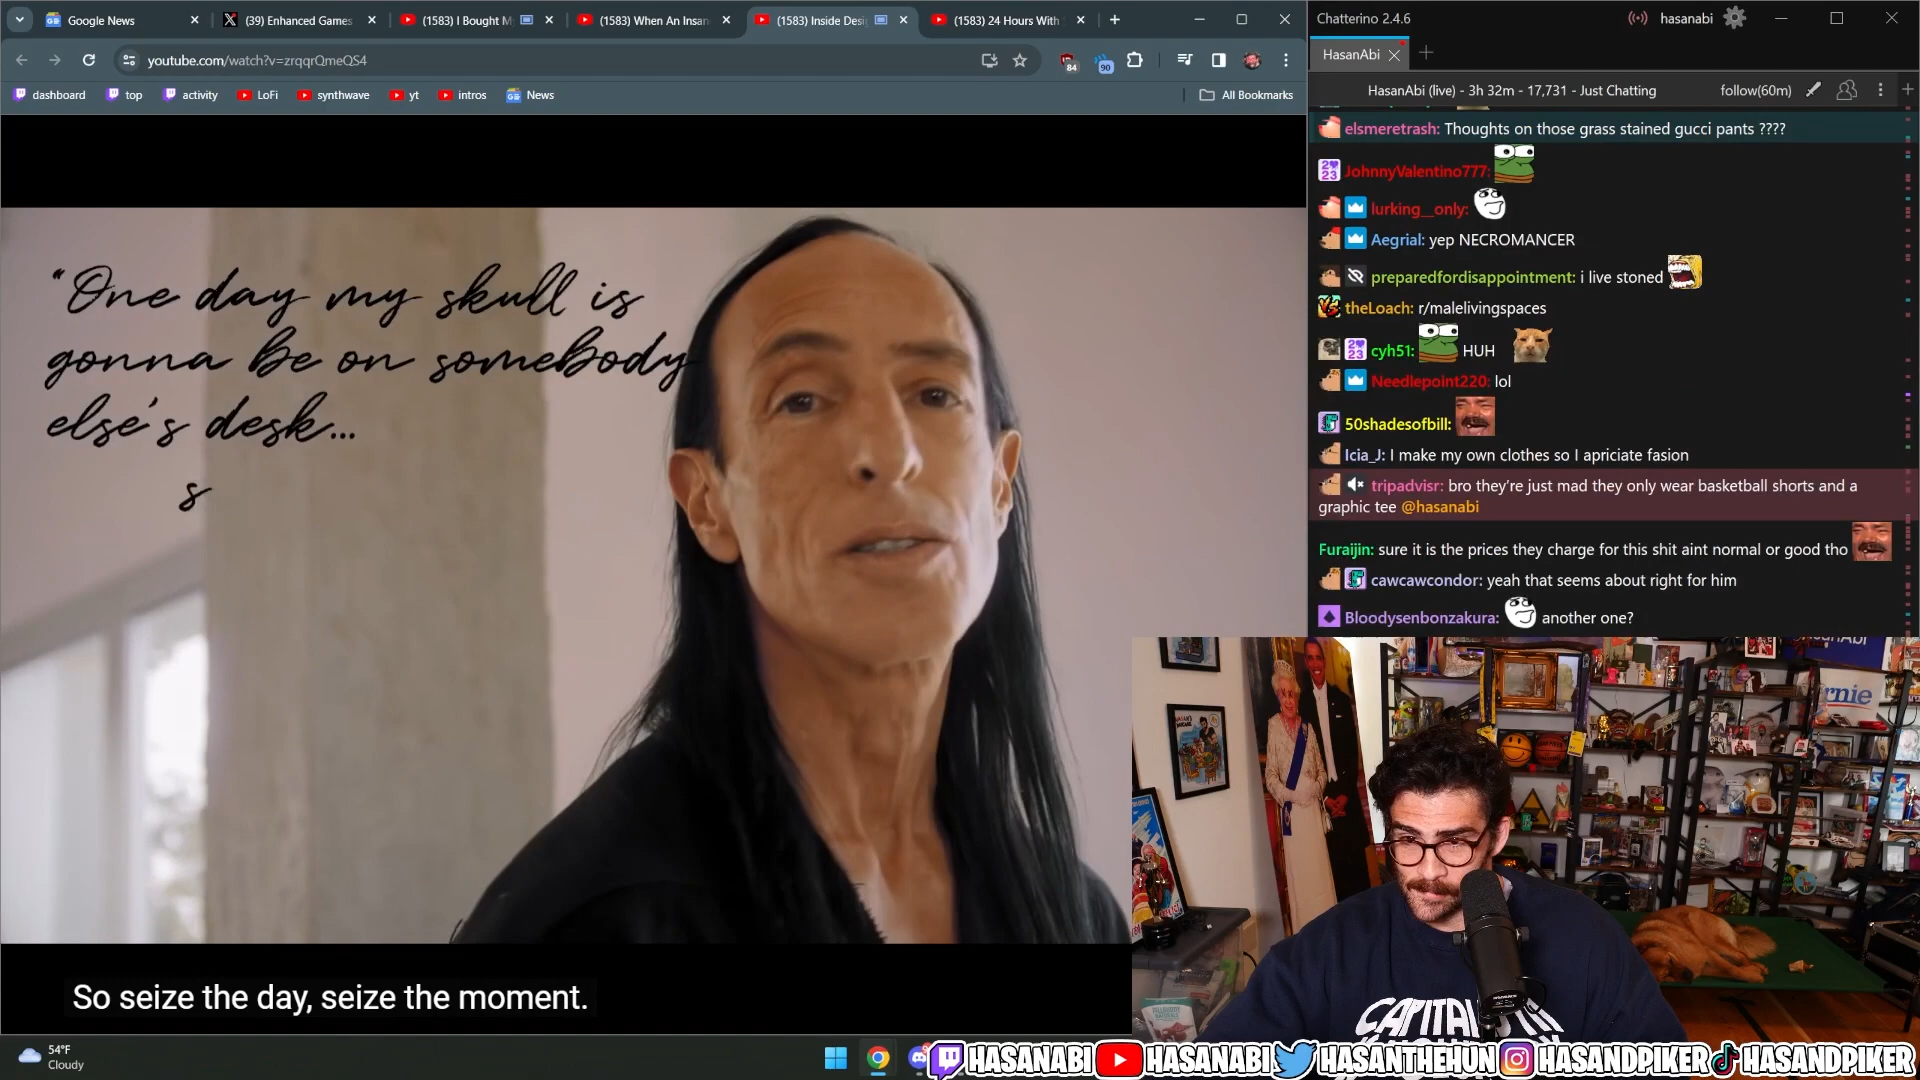 Google News
(39) Enhanced Games
(1583) I Bought M
(1583) When An Insan
(1583) Inside Desi
(1583) 24 Hours With
youtube.com/watch?v=zrqqrQmeQS4
84
90
dashboard
top
activity
LoFi
synthwave
yt
intros
News
All Bookmarks
"One day my skull is
gonna be on somebody
else's desk...
s
So seize the day, seize the moment.
54°F
Cloudy
Chatterino 2.4.6
hasanabi
HasanAbi
HasanAbi (live) - 3h 32m - 17,731 - Just Chatting
follow(60m)
elsmeretrash: Thoughts on those grass stained gucci pants ????
JohnnyValentino777:
lurking__only:
Aegrial: yep NECROMANCER
preparedfordisappointment: i live stoned
theLoach: r/malelivingspaces
cyh51: HUH
Needlepoint220: lol
50shadesofbill:
Icia_J: I make my own clothes so I apriciate fasion
tripadvisr: bro they're just mad they only wear basketball shorts and a
graphic tee @hasanabi
Furaijin: sure it is the prices they charge for this shit aint normal or good tho
cawcawcondor: yeah that seems about right for him
Bloodysenbonzakura: another one?
HasanAbi
rnie
CAPITALISM
HASANABI
HASANABI
HASANTHEHUN
HASANDPIKER
HASANDPIKER